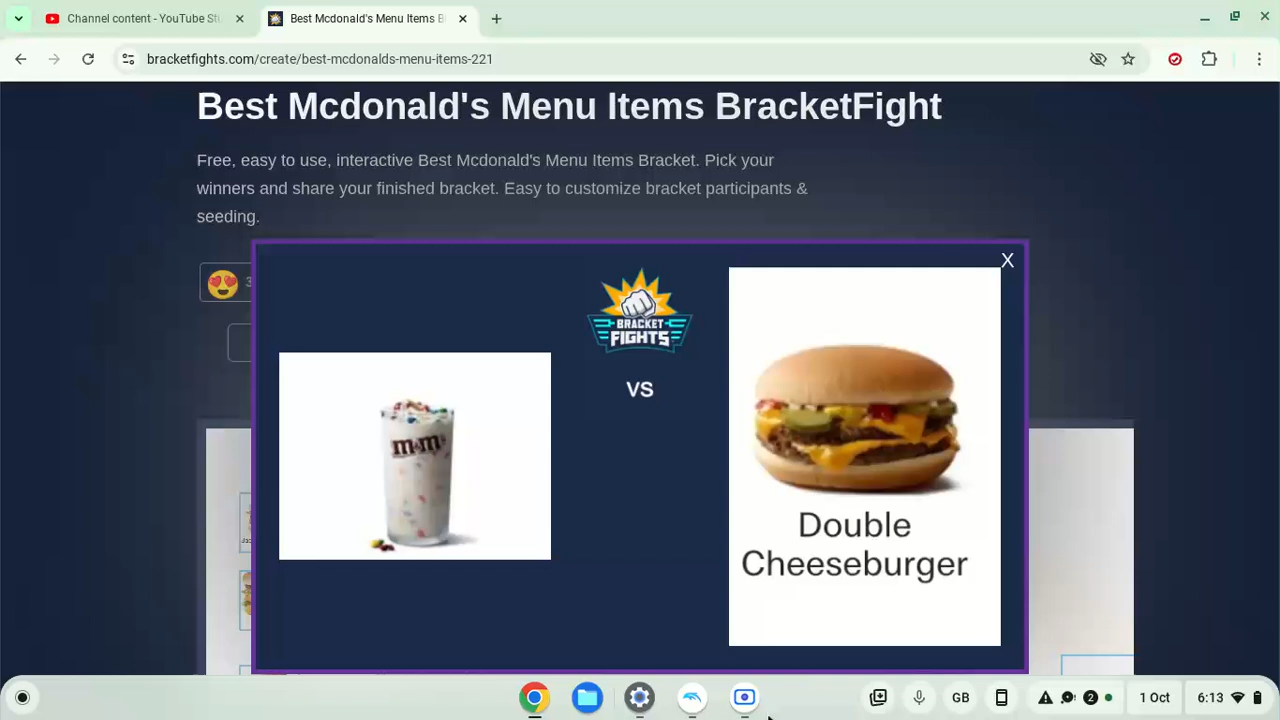 Channel content - YouTube St
Best Mcdonald's Menu Items B
bracketfights.com/create/best-mcdonalds-menu-items-221
Best Mcdonald's Menu Items BracketFight
Free, easy to use, interactive Best Mcdonald's Menu Items Bracket. Pick your
winners and share your finished bracket. Easy to customize bracket participants &
seeding.
3
X
BRACKET
FIGHTS
VS
m&m's
Double
Cheeseburger
GB
2
1 Oct
6:13